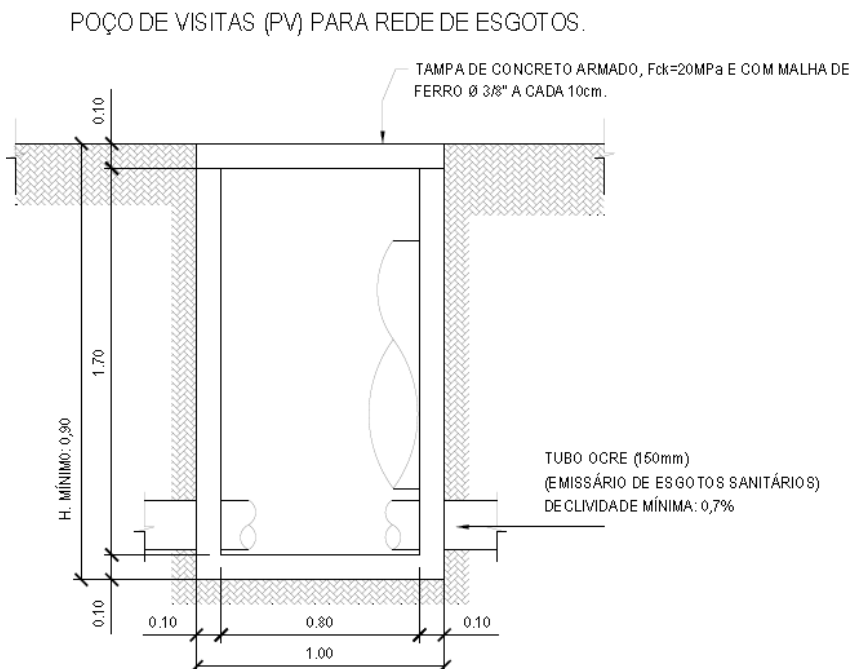 POÇO DE VISITAS (PV) PARA REDE DE ESGOTOS.
TAMPA DE CONCRETO ARMADO, Fck=20MPa E COM MALHA DE
FERRO Ø 3/8" A CADA 10cm.
0.10
1.70
H. MÍNIMO: 0,90
0.10
TUBO OCRE (150mm)
(EMISSÁRIO DE ESGOTOS SANITÁRIOS)
DECLIVIDADE MÍNIMA: 0,7%
0.10
0.80
0.10
1.00